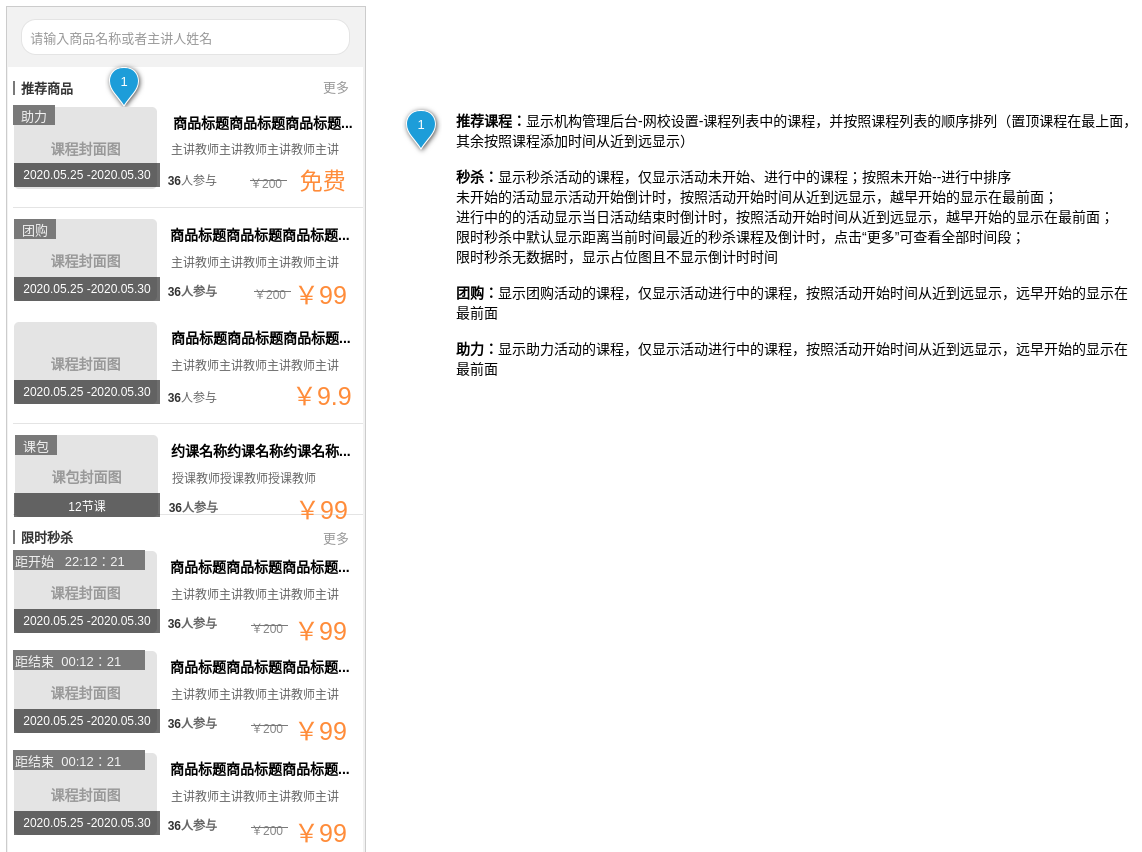 请输入商品名称或者主讲人姓名
推荐商品
1
更多
助力
课程封面图
2020.05.25 -2020.05.30
商品标题商品标题商品标题...
主讲教师主讲教师主讲教师主讲
36人参与
￥200
免费
团购
课程封面图
2020.05.25 -2020.05.30
商品标题商品标题商品标题...
主讲教师主讲教师主讲教师主讲
36人参与
￥200
￥99
课程封面图
2020.05.25 -2020.05.30
商品标题商品标题商品标题...
主讲教师主讲教师主讲教师主讲
36人参与
￥9.9
课包
课包封面图
12节课
约课名称约课名称约课名称...
授课教师授课教师授课教师
36人参与
￥99
限时秒杀
更多
距开始 22:12：21
课程封面图
2020.05.25 -2020.05.30
商品标题商品标题商品标题...
主讲教师主讲教师主讲教师主讲
36人参与
￥200
￥99
距结束 00:12：21
课程封面图
2020.05.25 -2020.05.30
商品标题商品标题商品标题...
主讲教师主讲教师主讲教师主讲
36人参与
￥200
￥99
距结束 00:12：21
课程封面图
2020.05.25 -2020.05.30
商品标题商品标题商品标题...
主讲教师主讲教师主讲教师主讲
36人参与
￥200
￥99
1
推荐课程：显示机构管理后台-网校设置-课程列表中的课程，并按照课程列表的顺序排列（置顶课程在最上面，
其余按照课程添加时间从近到远显示）
秒杀：显示秒杀活动的课程，仅显示活动未开始、进行中的课程；按照未开始--进行中排序
未开始的活动显示活动开始倒计时，按照活动开始时间从近到远显示，越早开始的显示在最前面；
进行中的的活动显示当日活动结束时倒计时，按照活动开始时间从近到远显示，越早开始的显示在最前面；
限时秒杀中默认显示距离当前时间最近的秒杀课程及倒计时，点击“更多”可查看全部时间段；
限时秒杀无数据时，显示占位图且不显示倒计时时间
团购：显示团购活动的课程，仅显示活动进行中的课程，按照活动开始时间从近到远显示，远早开始的显示在
最前面
助力：显示助力活动的课程，仅显示活动进行中的课程，按照活动开始时间从近到远显示，远早开始的显示在
最前面